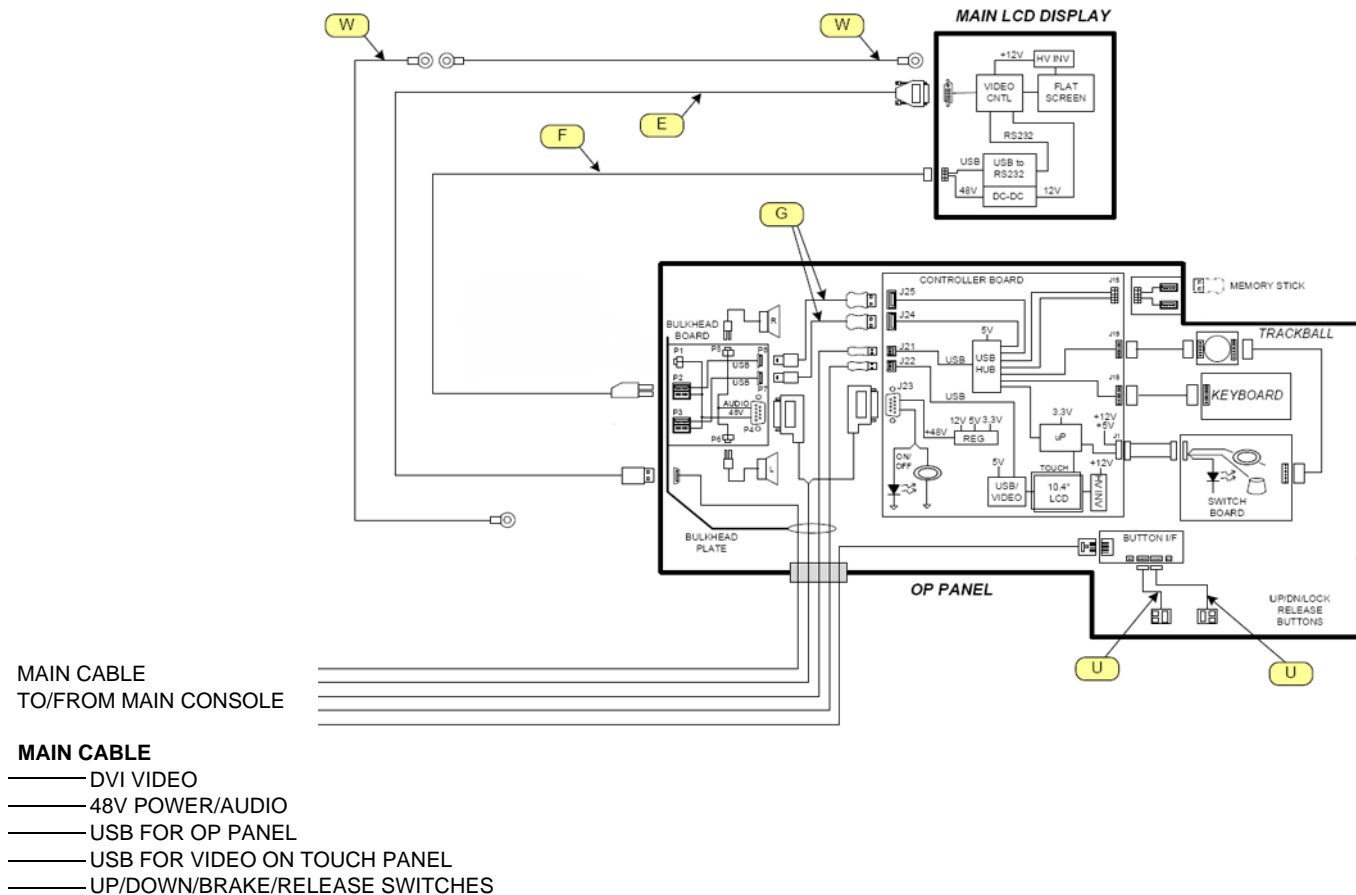 MAIN LCD DISPLAY
W
W
+12V
HV INV
VIDEO
CNTL
FLAT
SCREEN
E
F
RS232
USB
USB to
RS232
48V
DC-DC
12V
G
CONTROLLER BOARD
J25
J15
MEMORY STICK
J24
BULKHEAD
BOARD
R
5V
TRACKBALL
P1
P5
P8
USB
J21
J22
USB
USB
HUB
J19
P2
USB
P7
J23
USB
J18
KEYBOARD
AUDIO
48V
P3
P4
P6
12V 5V 3.3V
+48V
REG
3.3V
uP
+12V
+5V
J1
ON/
OFF
L
5V
TOUCH
+12V
USB/
VIDEO
10.4"
LCD
HV INV
SWITCH
BOARD
BULKHEAD
PLATE
BUTTON I/F
OP PANEL
UP/DN/LOCK
RELEASE
BUTTONS
U
U
MAIN CABLE
TO/FROM MAIN CONSOLE
MAIN CABLE
DVI VIDEO
48V POWER/AUDIO
USB FOR OP PANEL
USB FOR VIDEO ON TOUCH PANEL
UP/DOWN/BRAKE/RELEASE SWITCHES